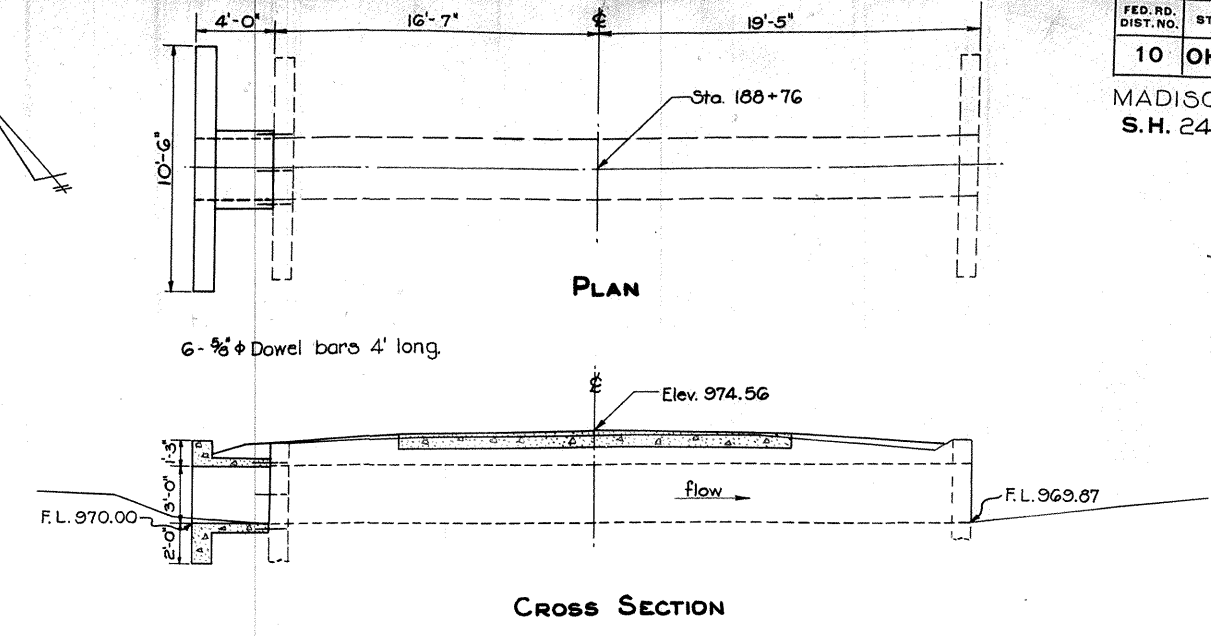 4'-0"
16'-7"
℄
19'-5"
FED. RD.
DIST. NO.
10
MADISO
S.H. 24
Sta. 188+76
10'-6"
PLAN
6- 5/8" φ Dowel bars 4' long.
℄
Elev. 974.56
1'-3"
3'-0"
2'-0"
flow
F.L. 970.00
F.L. 969.87
CROSS SECTION